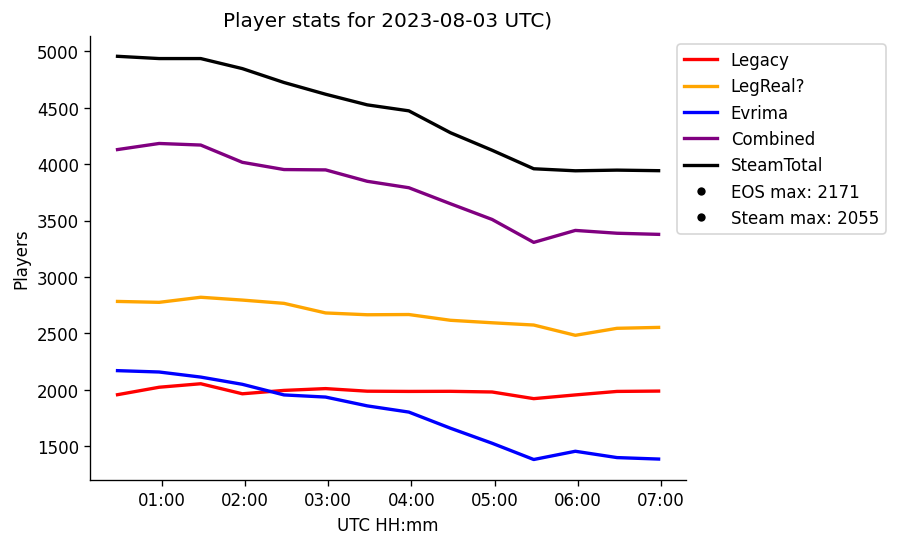 Player stats for 2023-08-03 UTC)
Players
5000
4500
4000
3500
3000
2500
2000
1500
01:00 02:00 03:00 04:00 05:00 06:00 07:00
UTC HH:mm
Legacy
LegReal?
Evrima
Combined
SteamTotal
EOS max: 2171
Steam max: 2055